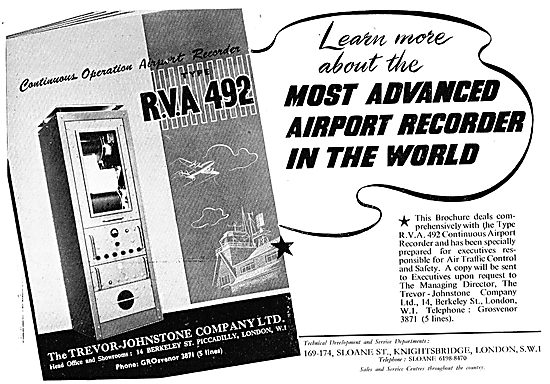 Continuous Operation Airport Recorder
TYPE
R.V.A 492
The TREVOR-JOHNSTONE COMPANY LTD.
Head Office and Showrooms : 14 BERKELEY ST. PICCADILLY, LONDON, W.1
Phone: GROsvenor 3871 (5 lines)
Learn more
about the
MOST ADVANCED
AIRPORT RECORDER
IN THE WORLD
★ This Brochure deals com-
prehensively with the Type
R.V.A. 492 Continuous Airport
Recorder and has been specially
prepared for executives res-
ponsible for Air Traffic Control
and Safety. A copy will be sent
to Executives upon request to
The Managing Director, The
Trevor - Johnstone Company
Ltd., 14, Berkeley St., London,
W.1. Telephone : Grosvenor
3871 (5 lines).
Technical Development and Service Departments:
169-174, SLOANE ST., KNIGHTSBRIDGE, LONDON, S.W.1
Telephone : SLOANE 6198-8470
Sales and Service Centres throughout the country.